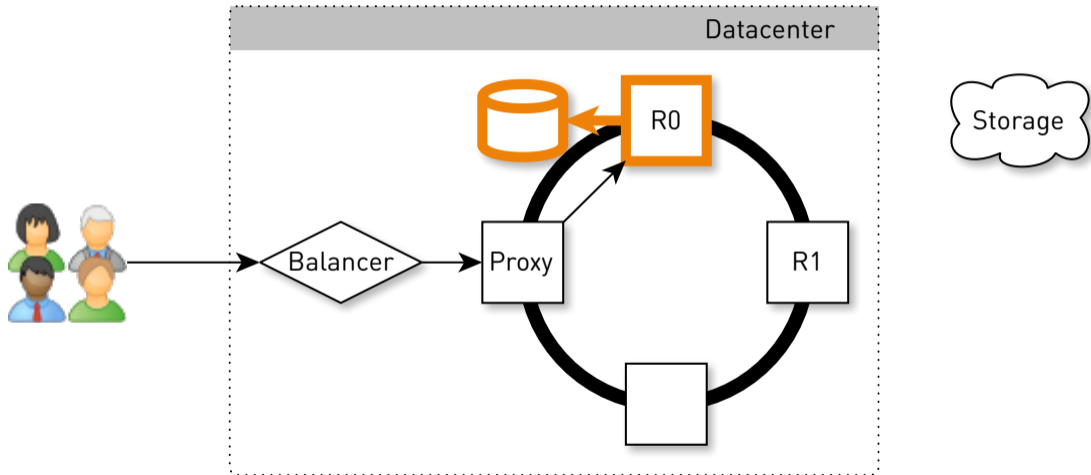 Datacenter
R0
Storage
Balancer
Proxy
R1